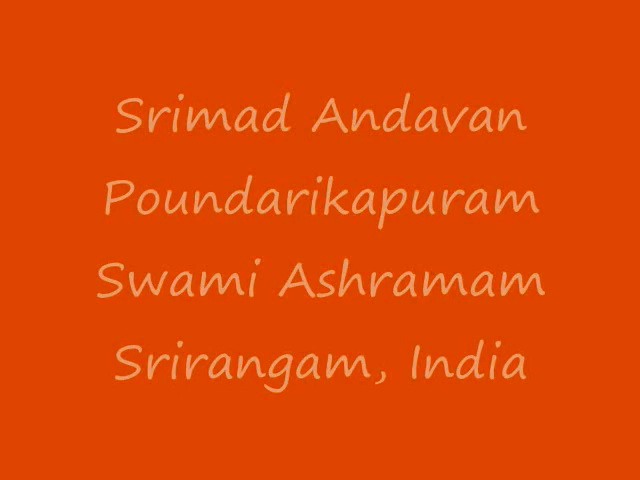 Srimad Andavan
Poundarikapuram
Swami Ashramam
Srirangam, India